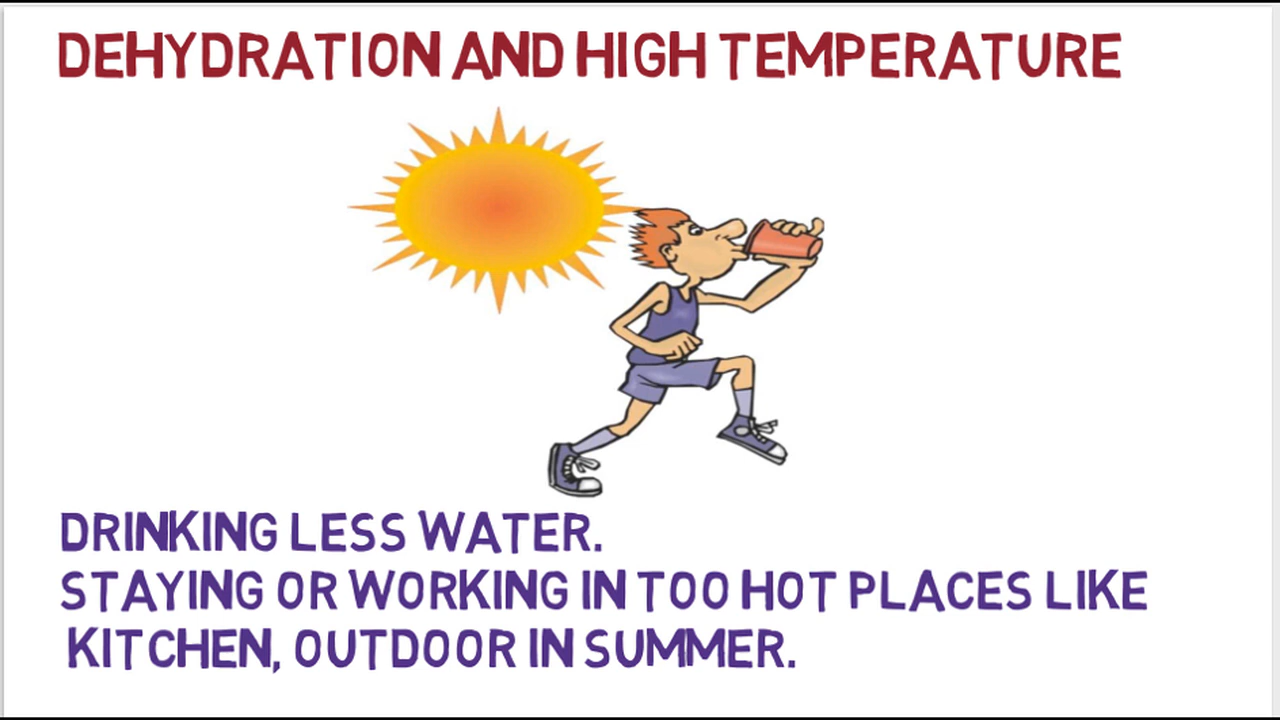 DEHYDRATION AND HIGH TEMPERATURE
DRINKING LESS WATER.
STAYING OR WORKING IN TOO HOT PLACES LIKE
KITCHEN, OUTDOOR IN SUMMER.